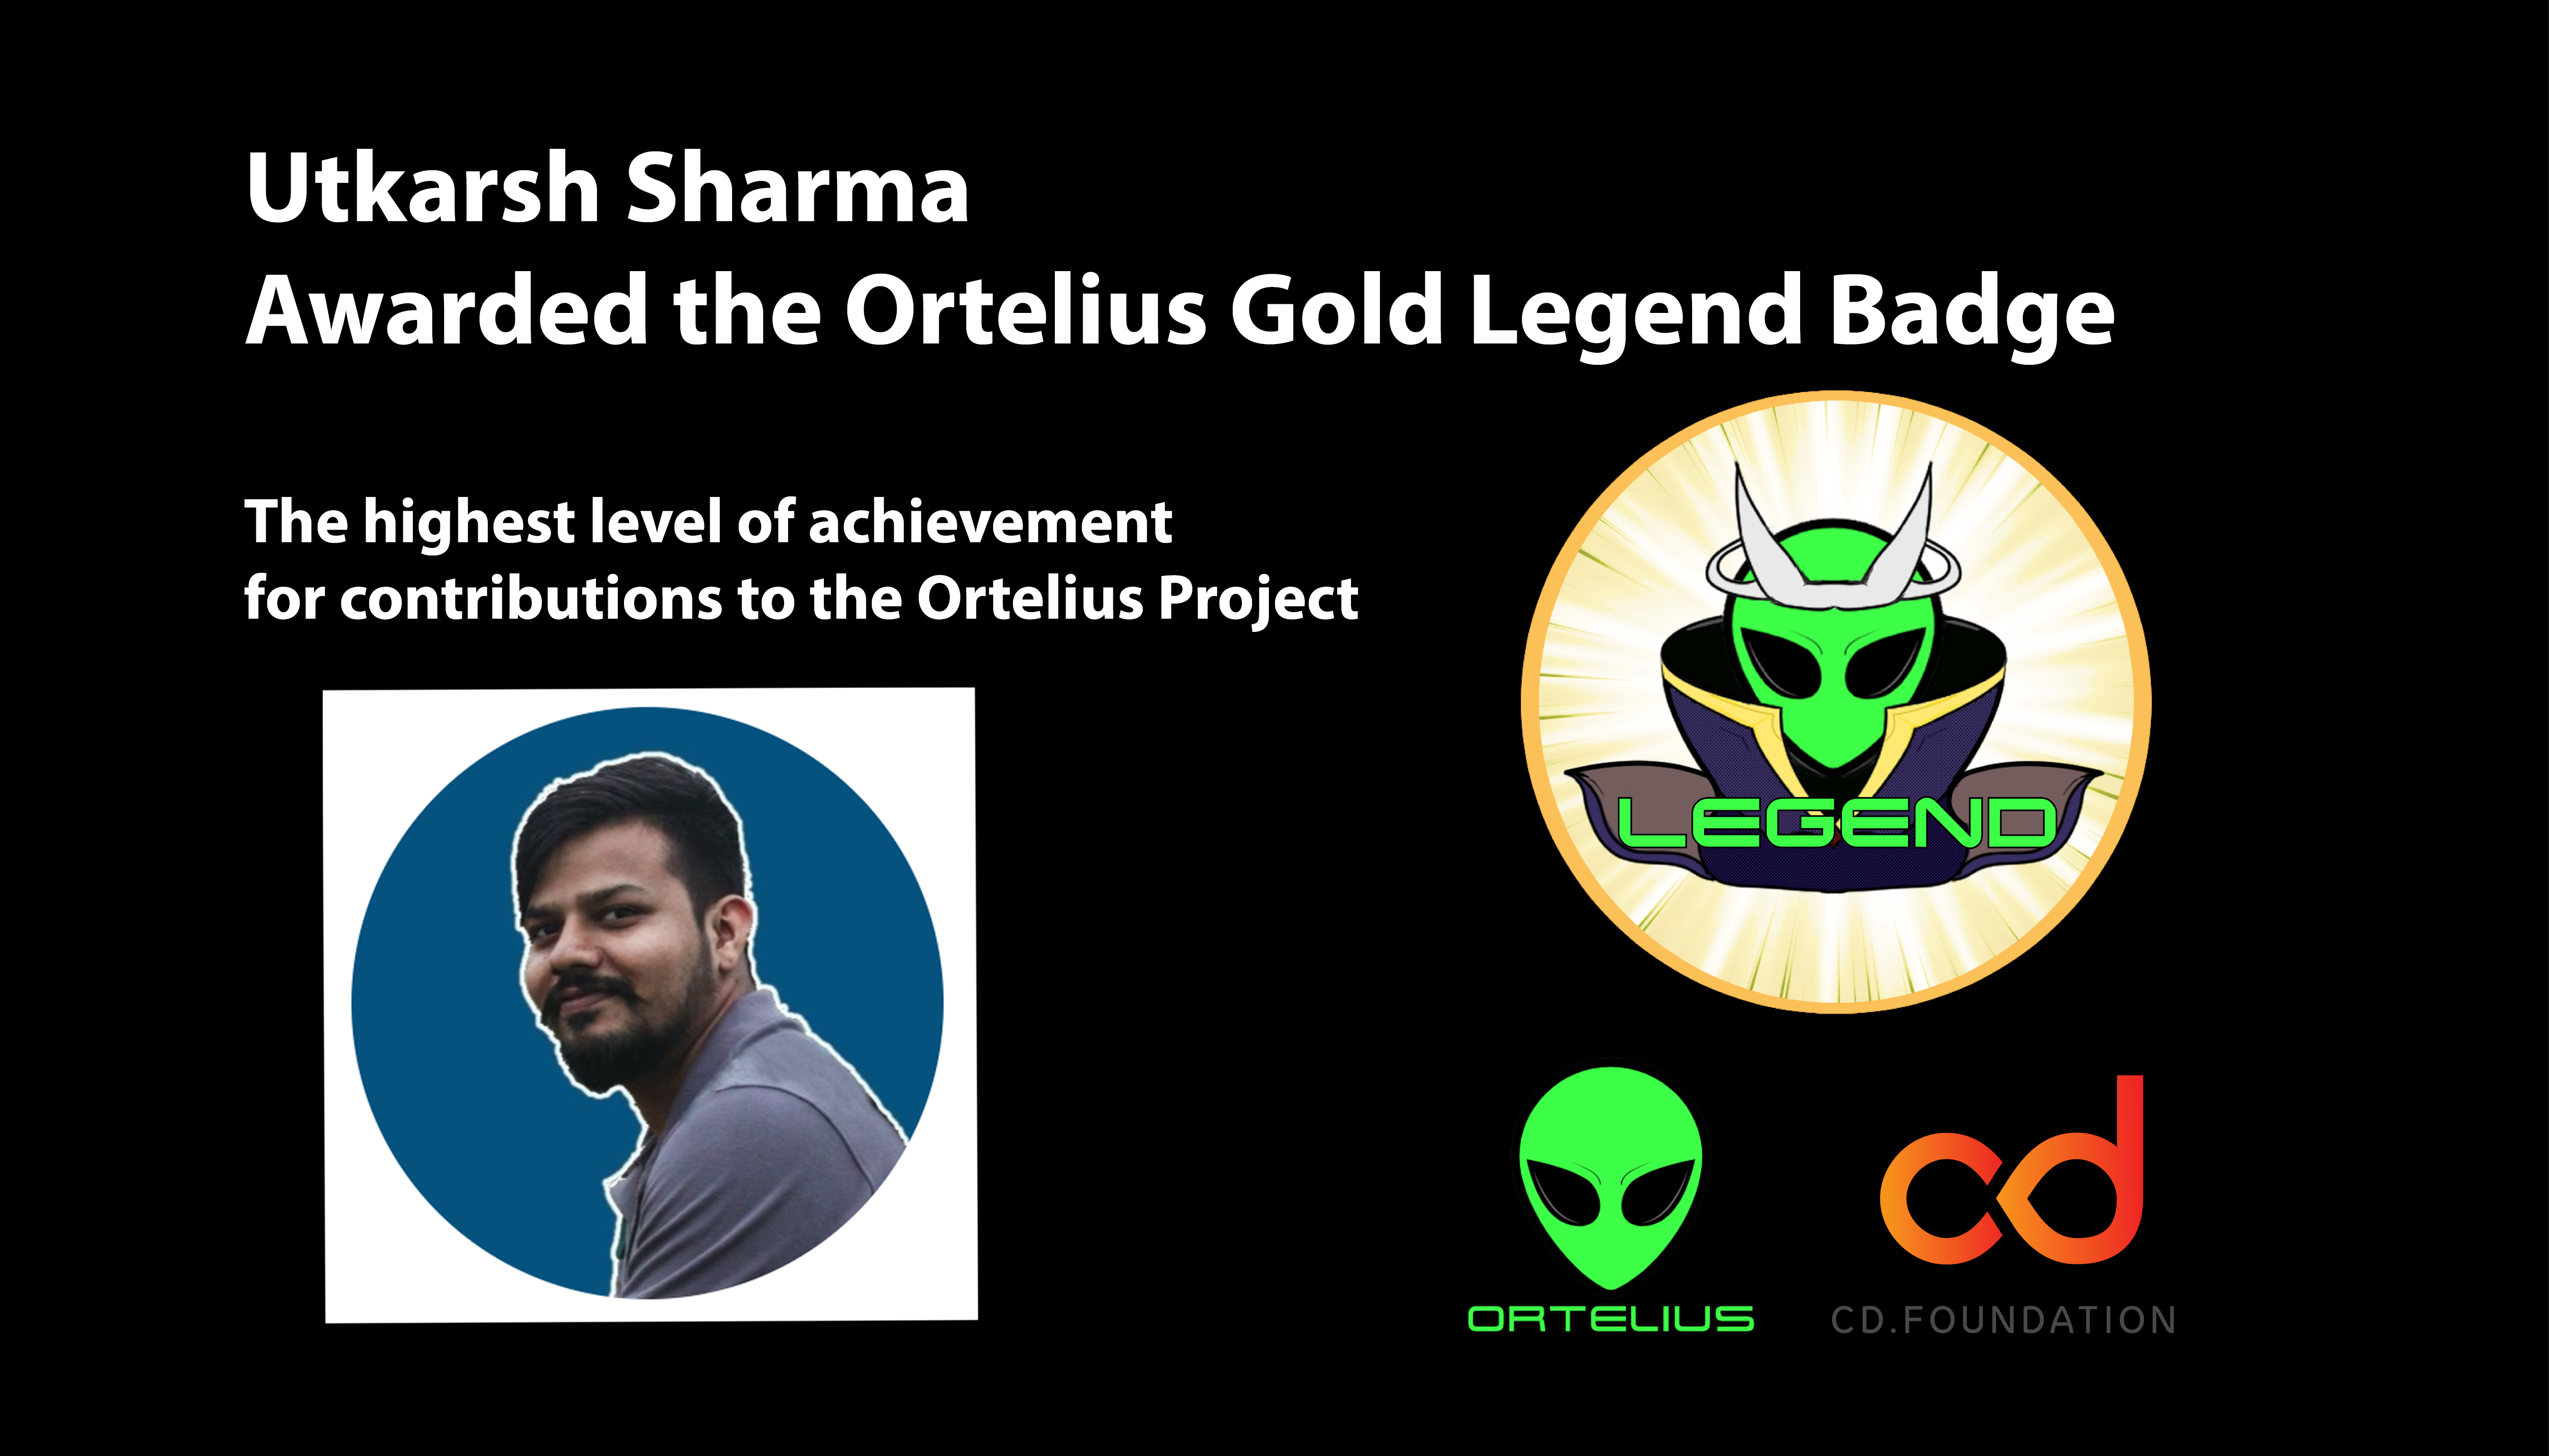 Utkarsh Sharma
Awarded the Ortelius Gold Legend Badge
The highest level of achievement
for contributions to the Ortelius Project
LEGEND
ORTELIUS
cd
CD.FOUNDATION